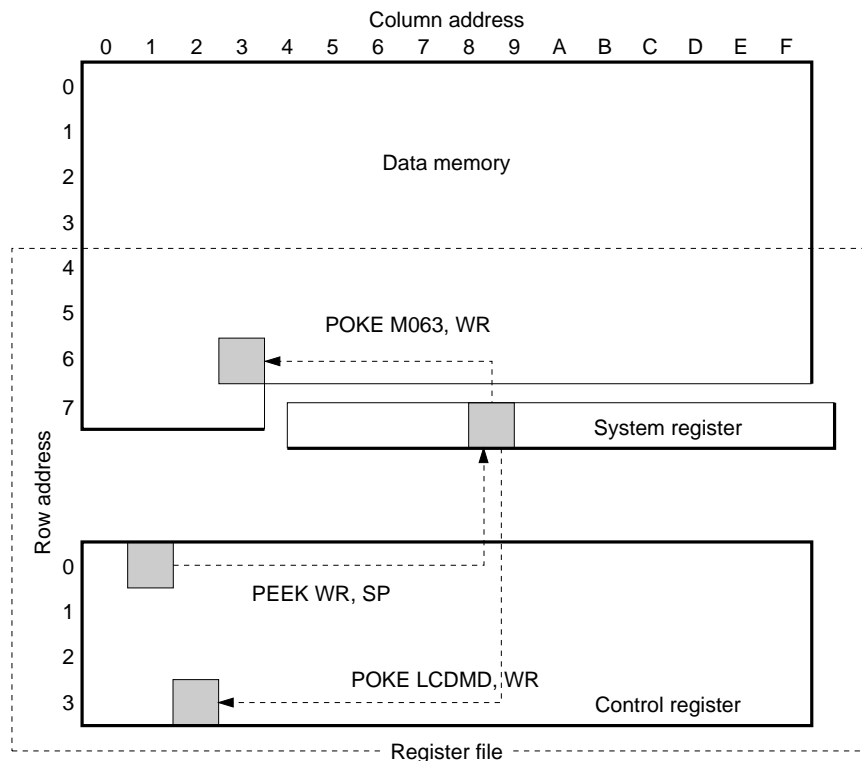 Column address
0 1 2 3 4 5 6 7 8 9 A B C D E F
0
1
Data memory
2
3
4
5
POKE M063, WR
6
7
System register
Row address
0
PEEK WR, SP
1
2
POKE LCDMD, WR
3
Control register
Register file